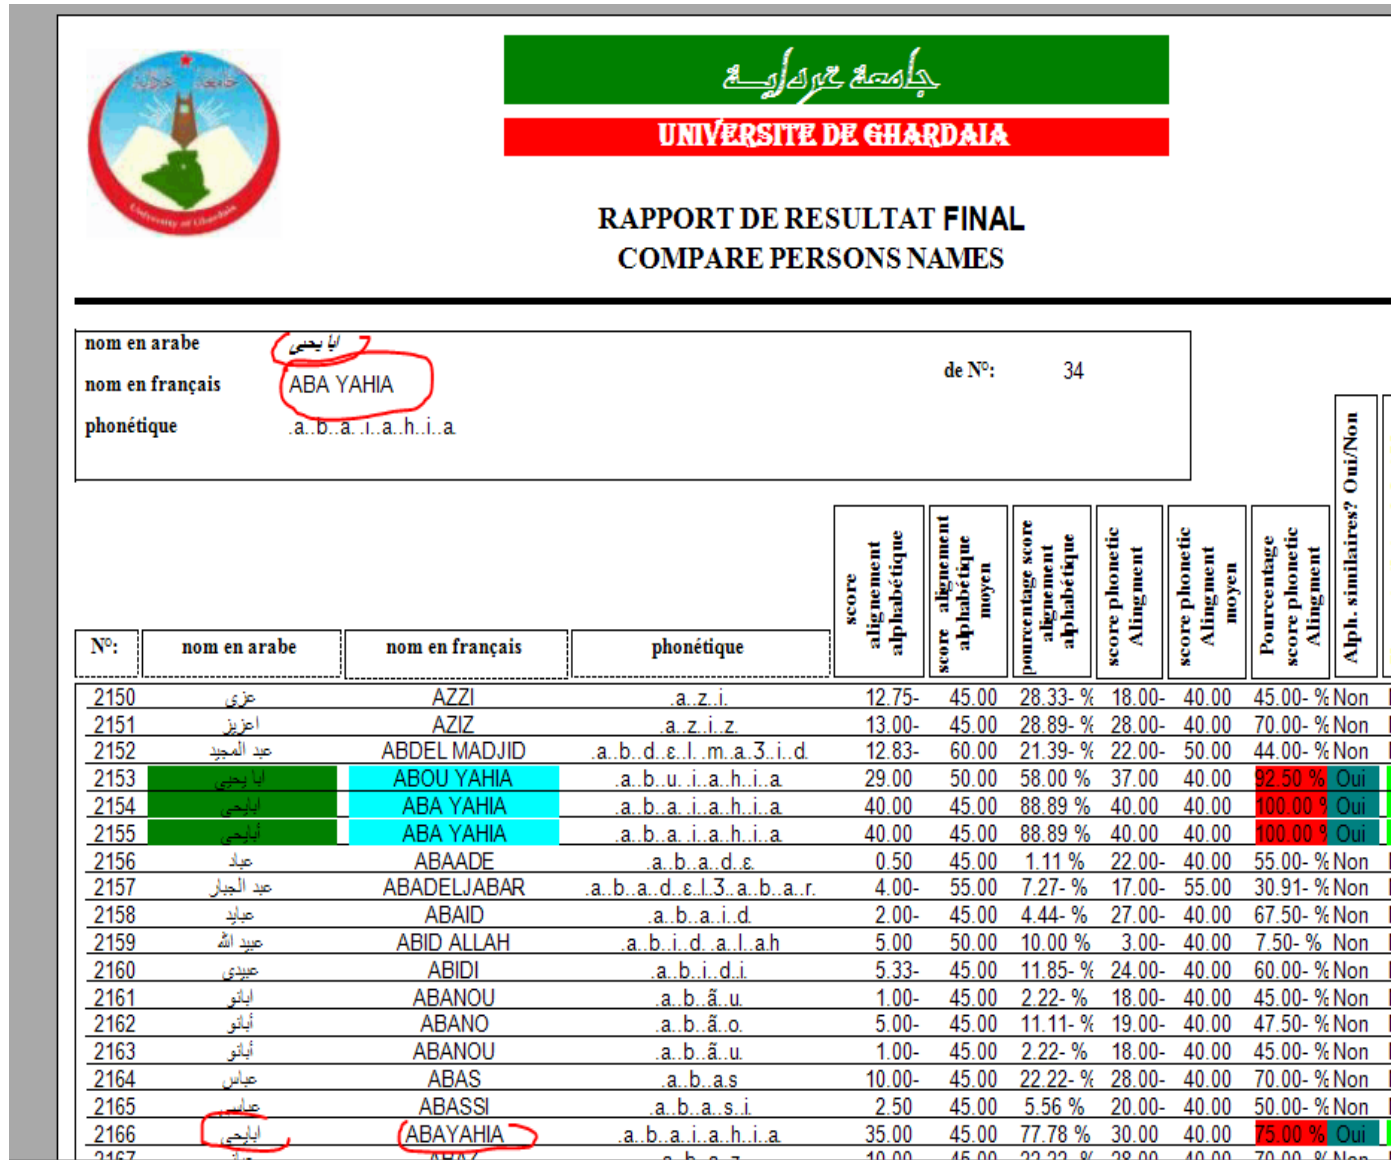 جامعة غرداية
UNIVERSITE DE GHARDAIA
University of Ghardaia
RAPPORT DE RESULTAT FINAL
COMPARE PERSONS NAMES
nom en arabe ابا يحيى
nom en français ABA YAHIA de N°: 34
phonétique .a..b..a. .i..a..h..i..a.
N°: nom en arabe nom en français phonétique score alignement alphabétique score alignement alphabétique moyen pourcentage score alignement alphabétique score phonetic Alingment score phonetic Alingment moyen Pourcentage score phonetic Alingment Alph. similaires? Oui/Non
2150 عزى AZZI .a..z..i. 12.75- 45.00 28.33- % 18.00- 40.00 45.00- % Non
2151 اعزيز AZIZ .a..z..i..z. 13.00- 45.00 28.89- % 28.00- 40.00 70.00- % Non
2152 عبد المجيد ABDEL MADJID .a..b..d..ε..l. .m..a..Ʒ..i..d. 12.83- 60.00 21.39- % 22.00- 50.00 44.00- % Non
2153 ابا يحيى ABOU YAHIA .a..b..u. .i..a..h..i..a. 29.00 50.00 58.00 % 37.00 40.00 92.50 % Oui
2154 ابايحى ABA YAHIA .a..b..a. .i..a..h..i..a. 40.00 45.00 88.89 % 40.00 40.00 100.00 % Oui
2155 أبايحى ABA YAHIA .a..b..a. .i..a..h..i..a. 40.00 45.00 88.89 % 40.00 40.00 100.00 % Oui
2156 عباد ABAADE .a..b..a..d..ε. 0.50 45.00 1.11 % 22.00- 40.00 55.00- % Non
2157 عبد الجبار ABADELJABAR .a..b..a..d..ε..l..Ʒ..a..b..a..r. 4.00- 55.00 7.27- % 17.00- 55.00 30.91- % Non
2158 عبايد ABAID .a..b..a..i..d. 2.00- 45.00 4.44- % 27.00- 40.00 67.50- % Non
2159 عبيد الله ABID ALLAH .a..b..i..d. .a..l..a.h 5.00 50.00 10.00 % 3.00- 40.00 7.50- % Non
2160 عبيدى ABIDI .a..b..i..d..i. 5.33- 45.00 11.85- % 24.00- 40.00 60.00- % Non
2161 ابانو ABANOU .a..b..ã..u. 1.00- 45.00 2.22- % 18.00- 40.00 45.00- % Non
2162 أبانو ABANO .a..b..ã..o. 5.00- 45.00 11.11- % 19.00- 40.00 47.50- % Non
2163 أبانو ABANOU .a..b..ã..u. 1.00- 45.00 2.22- % 18.00- 40.00 45.00- % Non
2164 عباس ABAS .a..b..a.s 10.00- 45.00 22.22- % 28.00- 40.00 70.00- % Non
2165 عباسى ABASSI .a..b..a..s..i. 2.50 45.00 5.56 % 20.00- 40.00 50.00- % Non
2166 ابايحى ABAYAHIA .a..b..a..i..a..h..i..a. 35.00 45.00 77.78 % 30.00 40.00 75.00 % Oui